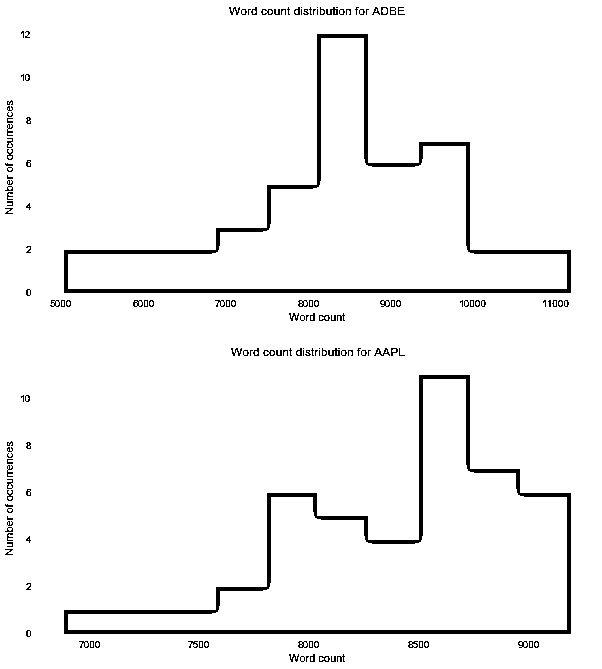 Word count distribution for ADBE
12
10
8
6
4
2
0
Number of occurrences
5000 6000 7000 8000 9000 10000 11000
Word count
Word count distribution for AAPL
10
8
6
4
2
0
Number of occurrences
7000 7500 8000 8500 9000
Word count